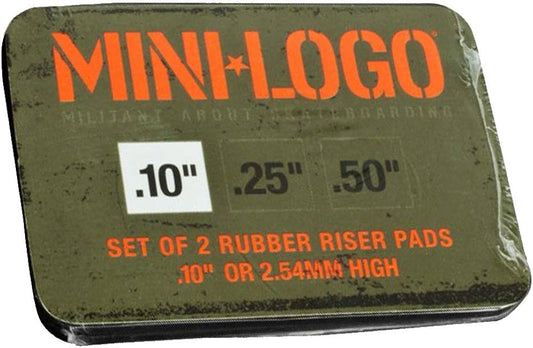 MINI★LOGO
MILITANT ABOUT SKATEBOARDING
.10" .25" .50"
SET OF 2 RUBBER RISER PADS
.10" OR 2.54MM HIGH